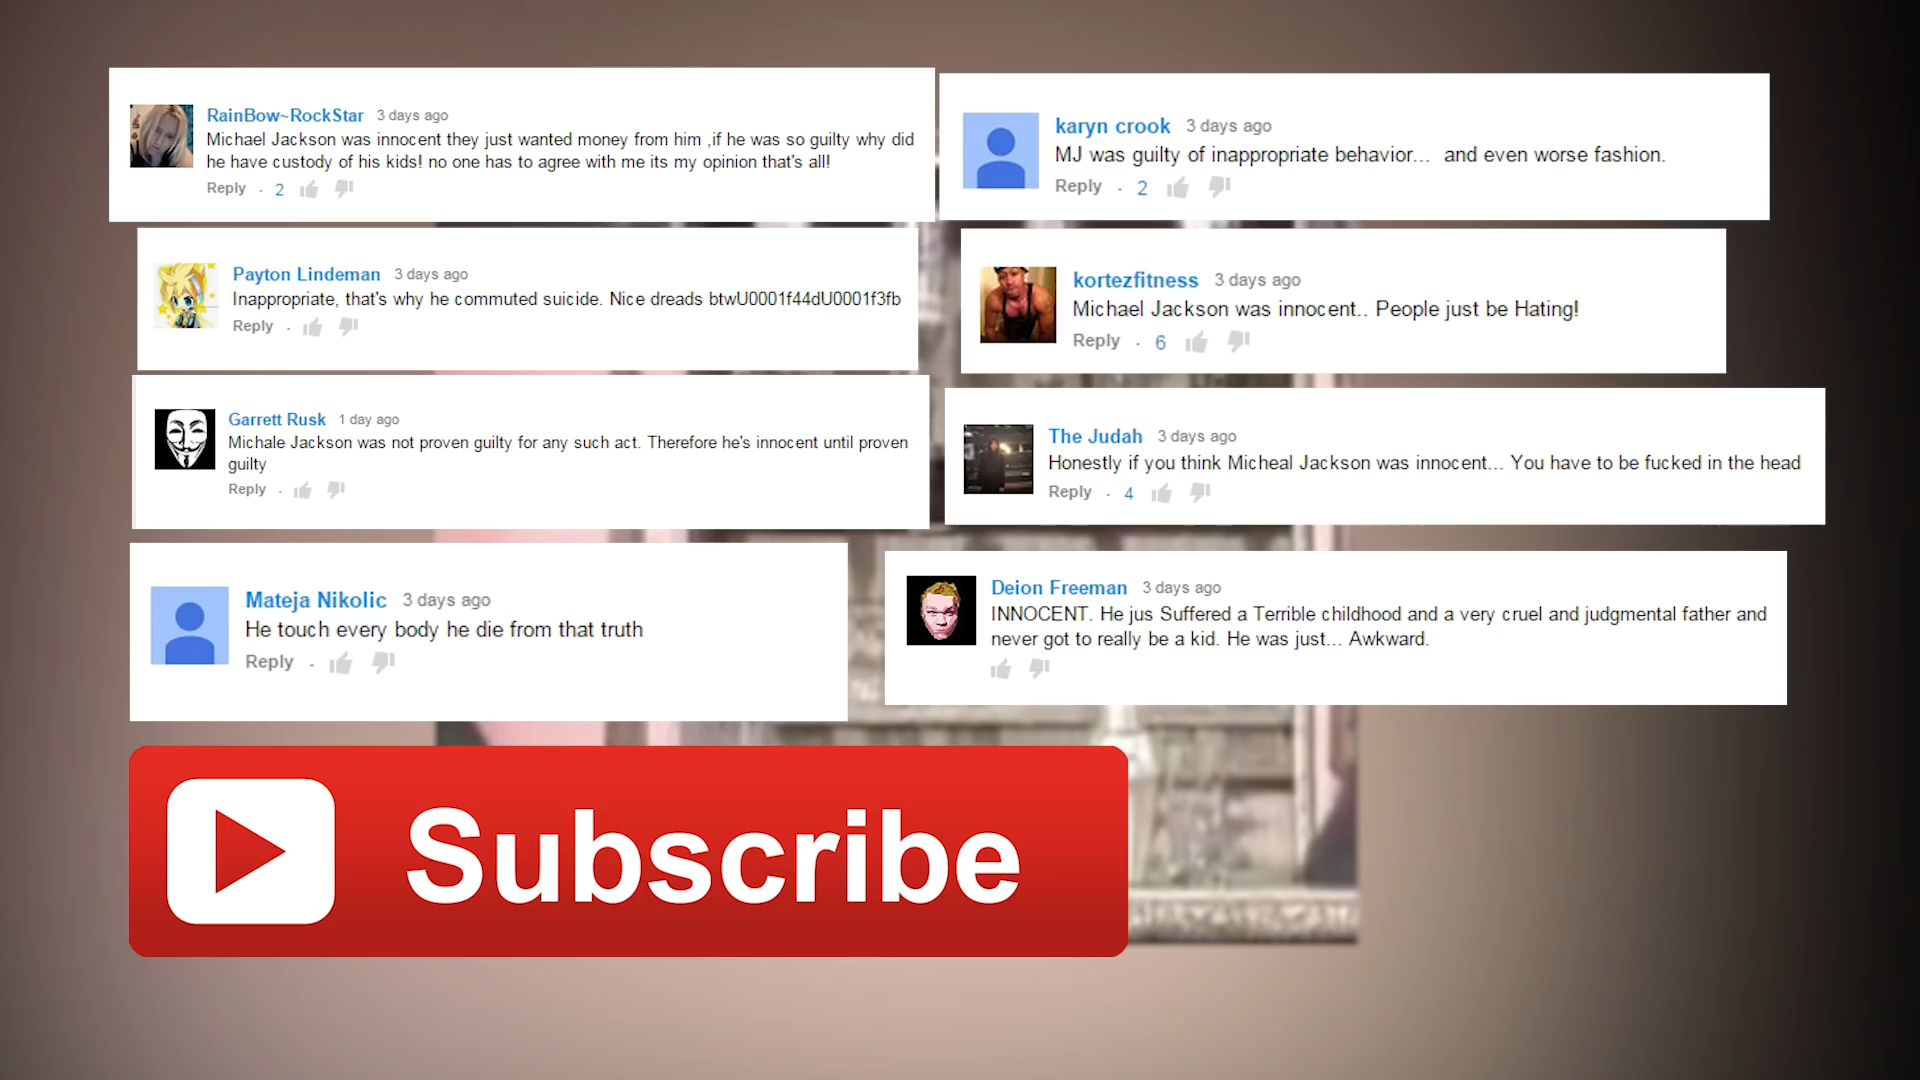 RainBow~RockStar 3 days ago
Michael Jackson was innocent they just wanted money from him ,if he was so guilty why did
he have custody of his kids! no one has to agree with me its my opinion that's all!
Reply · 2
karyn crook 3 days ago
MJ was guilty of inappropriate behavior... and even worse fashion.
Reply · 2
Payton Lindeman 3 days ago
Inappropriate, that's why he commuted suicide. Nice dreads btwU0001f44dU0001f3fb
Reply ·
kortezfitness 3 days ago
Michael Jackson was innocent.. People just be Hating!
Reply · 6
Garrett Rusk 1 day ago
Michale Jackson was not proven guilty for any such act. Therefore he's innocent until proven
guilty
Reply ·
The Judah 3 days ago
Honestly if you think Micheal Jackson was innocent... You have to be fucked in the head
Reply · 4
Mateja Nikolic 3 days ago
He touch every body he die from that truth
Reply ·
Deion Freeman 3 days ago
INNOCENT. He jus Suffered a Terrible childhood and a very cruel and judgmental father and
never got to really be a kid. He was just... Awkward.
Subscribe